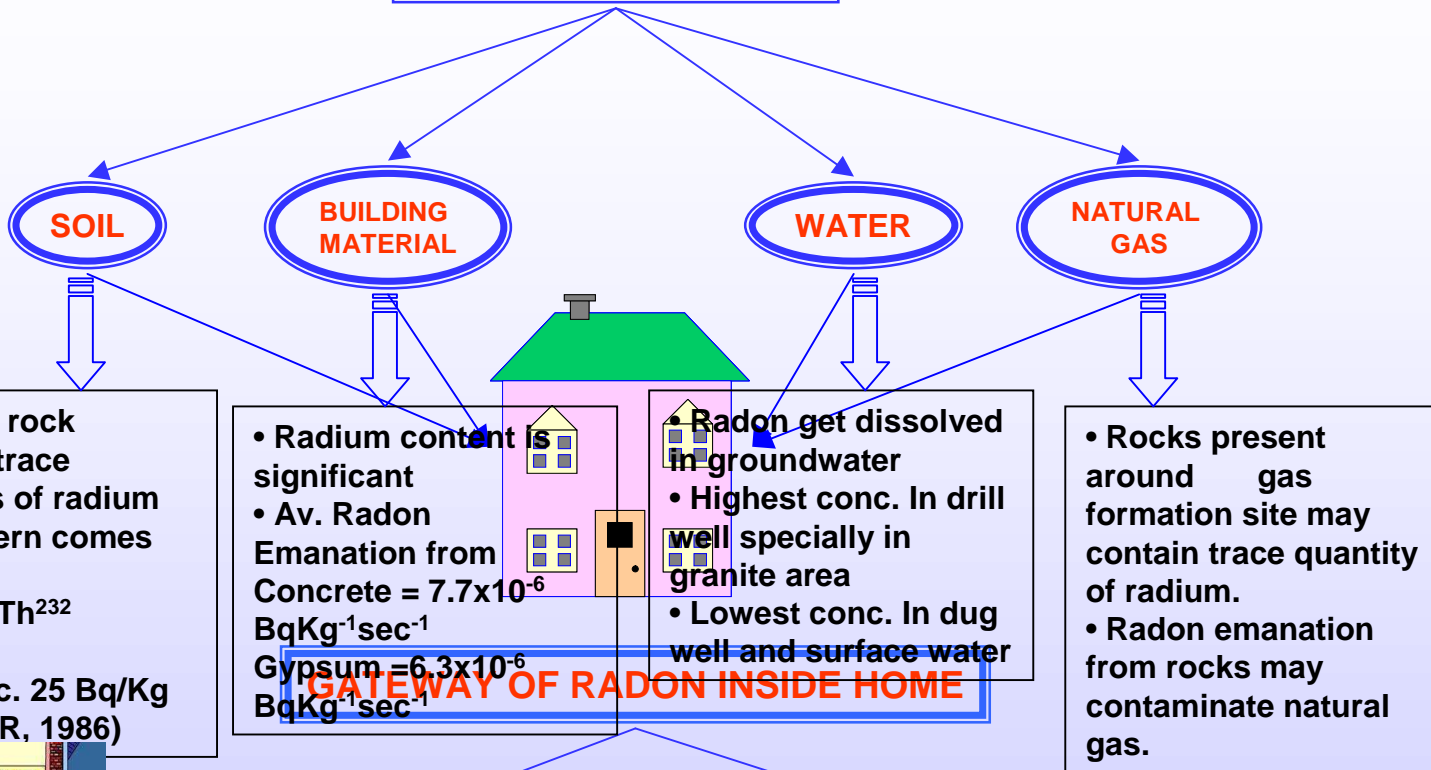 SOIL
BUILDING
MATERIAL
WATER
NATURAL
GAS
rock
trace
s of radium
ern comes
Th²³²
c. 25 Bq/Kg
R, 1986)
• Radium content is
significant
• Av. Radon
Emanation from
Concrete = 7.7x10⁻⁶
BqKg⁻¹sec⁻¹
Gypsum =6.3x10⁻⁶
BqKg⁻¹sec⁻¹
• Radon get dissolved
in groundwater
• Highest conc. In drill
well specially in
granite area
• Lowest conc. In dug
well and surface water
• Rocks present
around gas
formation site may
contain trace quantity
of radium.
• Radon emanation
from rocks may
contaminate natural
gas.
GATEWAY OF RADON INSIDE HOME